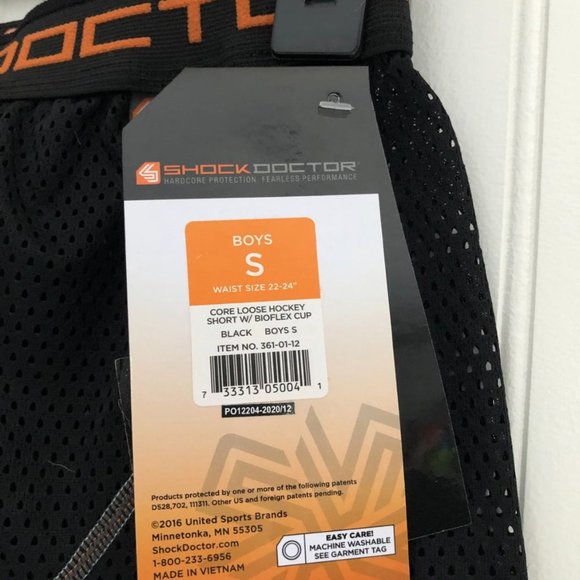 DOCTO
SHOCKDOCTOR
HARDCORE PROTECTION. FEARLESS PERFORMANCE
BOYS
S
WAIST SIZE 22-24"
CORE LOOSE HOCKEY
SHORT W/ BIOFLEX CUP
BLACK BOYS S
ITEM NO. 361-01-12
7 33313 05004 1
PO12204-2020/12
Products protected by one or more of the following patents
D528,702, 111311. Other US and foreign patents pending.
©2016 United Sports Brands
Minnetonka, MN 55305
ShockDoctor.com
1-800-233-6956
MADE IN VIETNAM
EASY CARE!
MACHINE WASHABLE
SEE GARMENT TAG